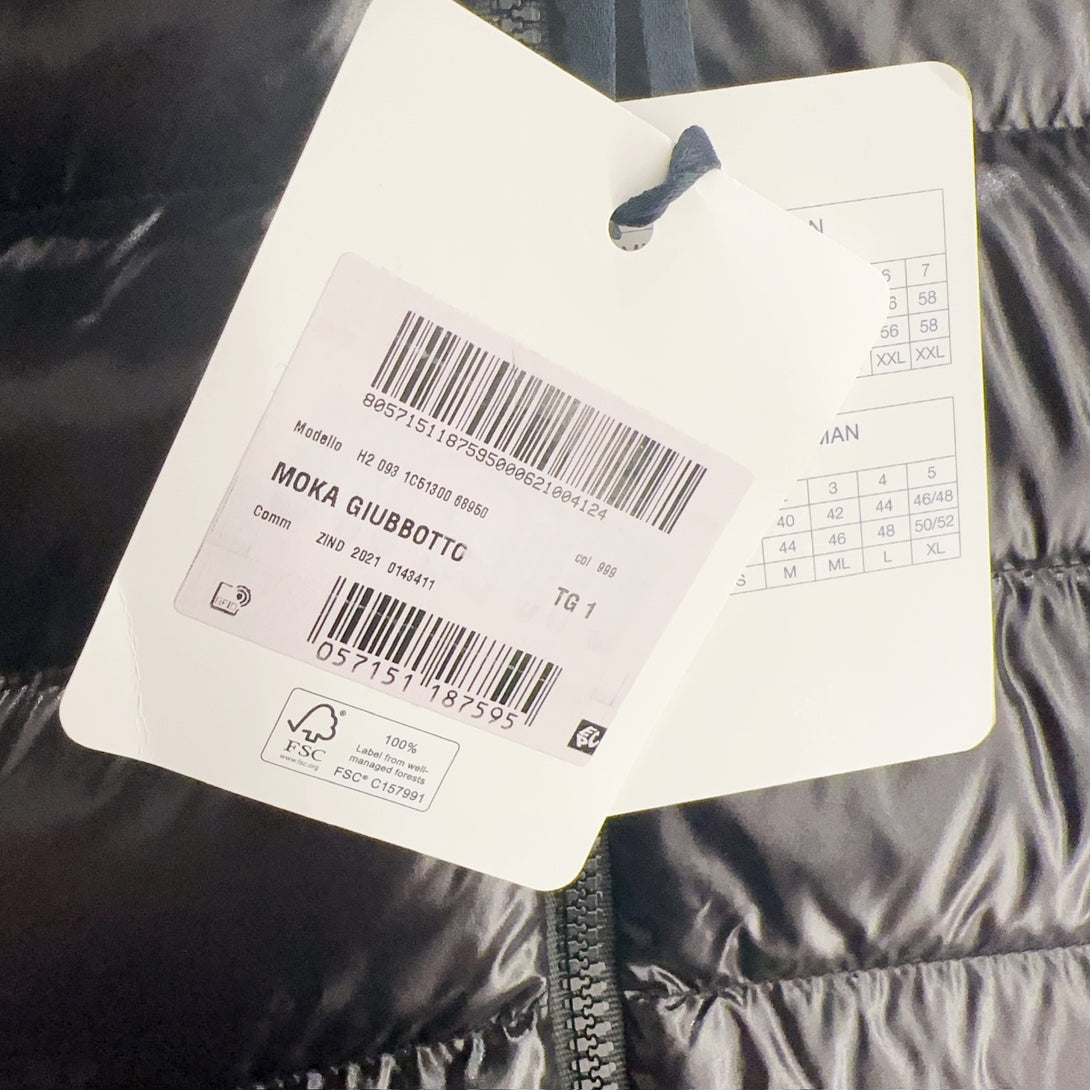 8057151187595000621004124
Modello H2 093 1C51300 68950
MOKA GIUBBOTTO
Comm ZIND 2021 0143411
col 999
TG 1
RFID
057151 187595
FSC®
www.fsc.org
100%
Label from well-
managed forests
FSC® C157991
N
6 7
6 58
56 58
XXL XXL
MAN
3 4 5
40 42 44 46/48
44 46 48 50/52
S M ML L XL